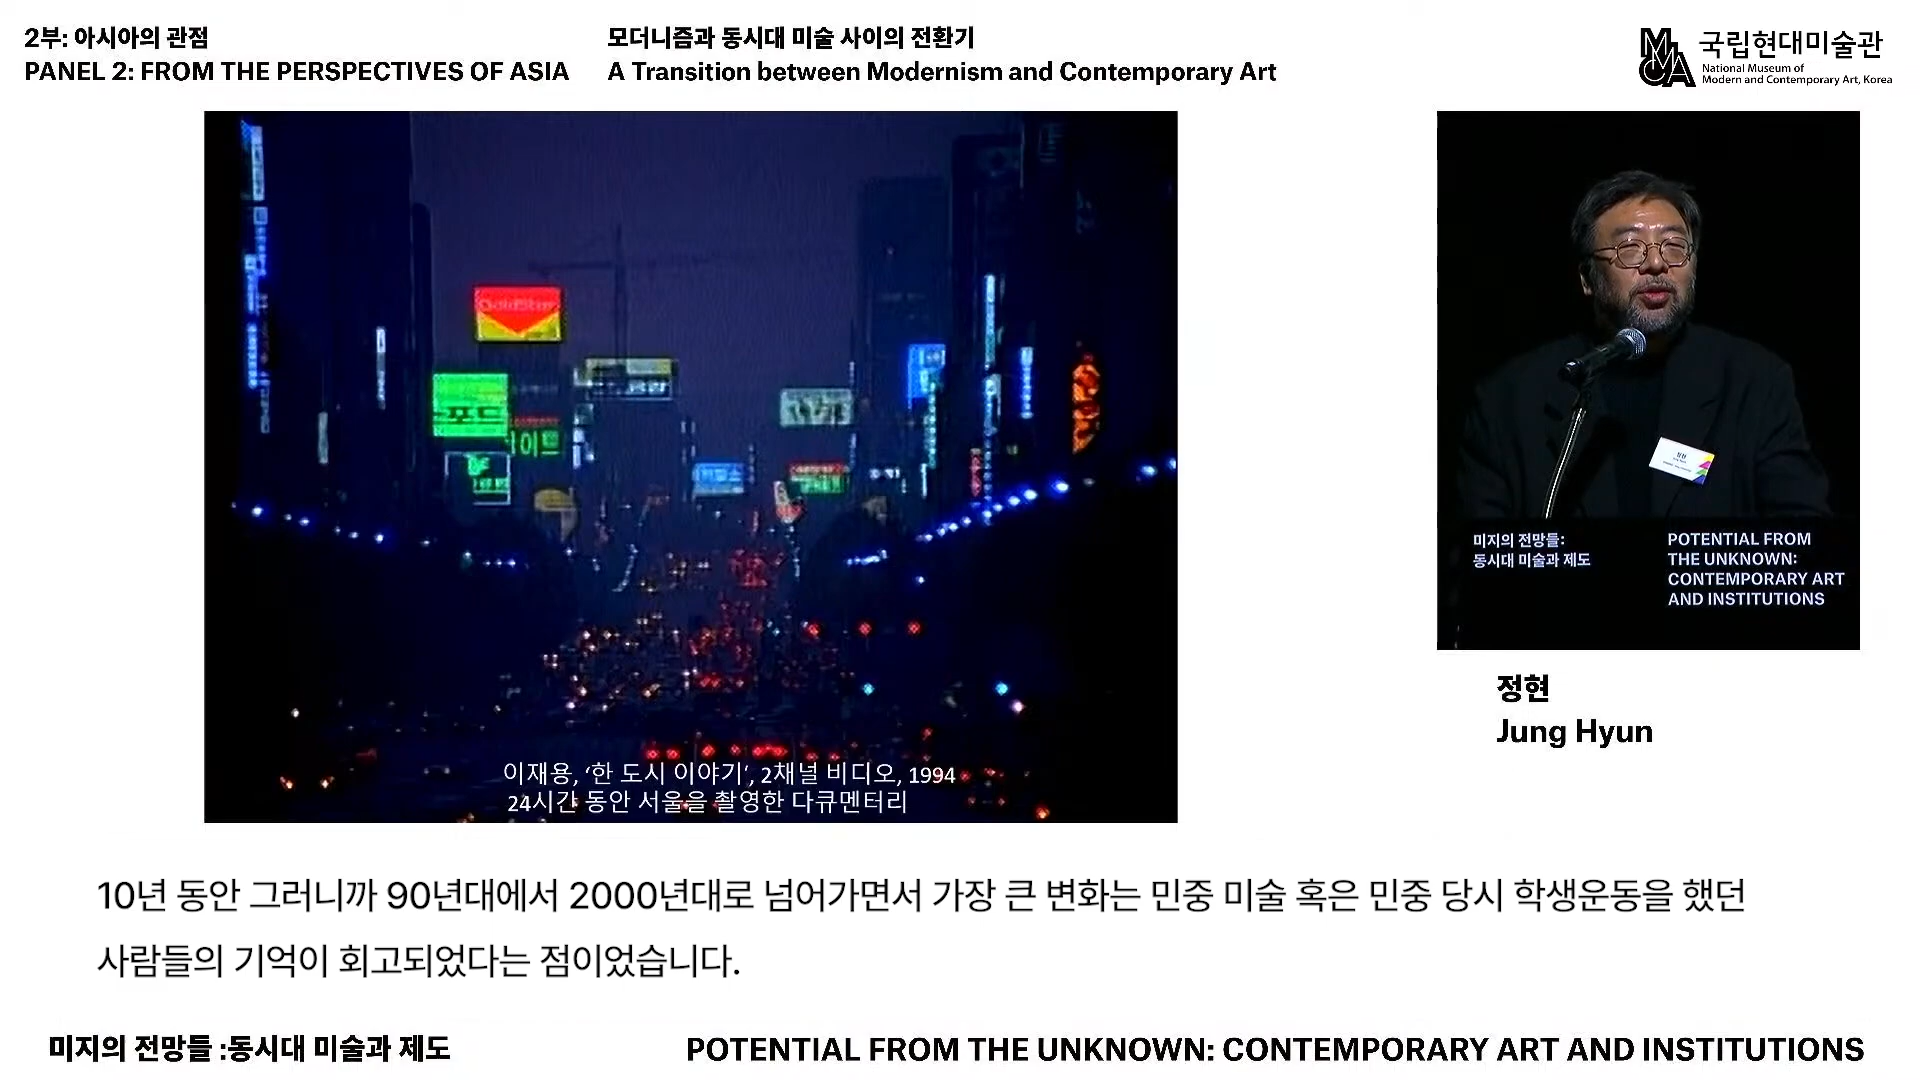 2부: 아시아의 관점
PANEL 2: FROM THE PERSPECTIVES OF ASIA
모더니즘과 동시대 미술 사이의 전환기
A Transition between Modernism and Contemporary Art
MMCA
국립현대미술관
National Museum of
Modern and Contemporary Art, Korea
GoldStar
포드
이트
이재용, ‘한 도시 이야기‘, 2채널 비디오, 1994
24시간 동안 서울을 촬영한 다큐멘터리
정현
미지의 전망들:
동시대 미술과 제도
POTENTIAL FROM
THE UNKNOWN:
CONTEMPORARY ART
AND INSTITUTIONS
정현
Jung Hyun
10년 동안 그러니까 90년대에서 2000년대로 넘어가면서 가장 큰 변화는 민중 미술 혹은 민중 당시 학생운동을 했던
사람들의 기억이 회고되었다는 점이었습니다.
미지의 전망들 :동시대 미술과 제도
POTENTIAL FROM THE UNKNOWN: CONTEMPORARY ART AND INSTITUTIONS